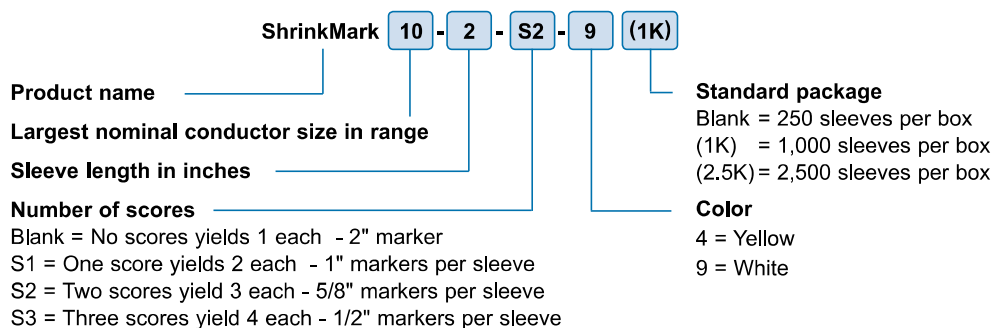 ShrinkMark 10 - 2 - S2 - 9 (1K)
Product name
Largest nominal conductor size in range
Sleeve length in inches
Number of scores
Blank = No scores yields 1 each - 2" marker
S1 = One score yields 2 each - 1" markers per sleeve
S2 = Two scores yield 3 each - 5/8" markers per sleeve
S3 = Three scores yield 4 each - 1/2" markers per sleeve
Standard package
Blank = 250 sleeves per box
(1K) = 1,000 sleeves per box
(2.5K) = 2,500 sleeves per box
Color
4 = Yellow
9 = White